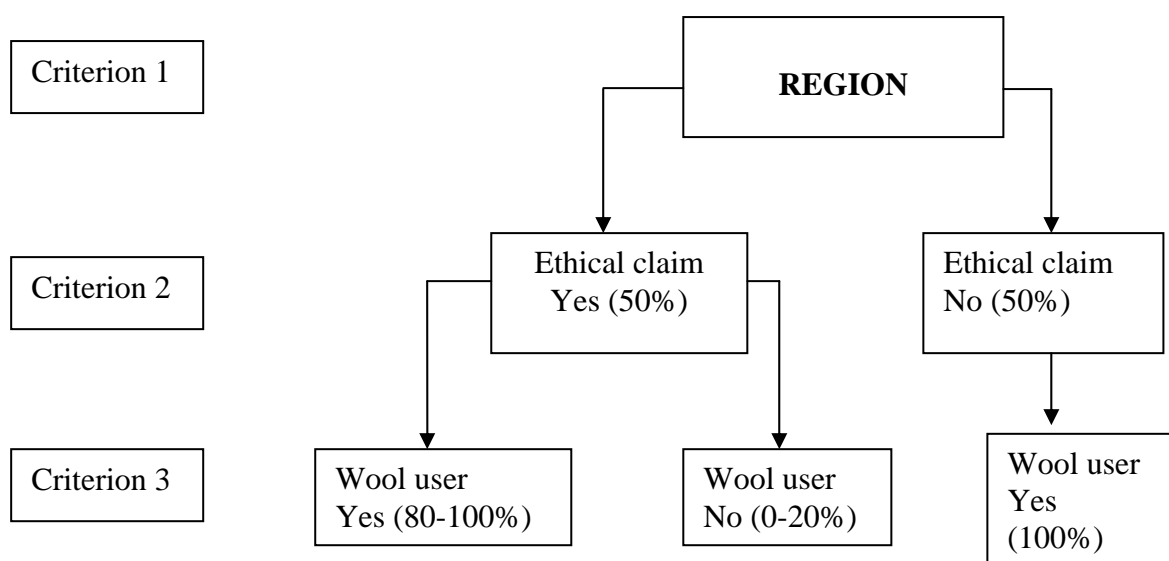 Criterion 1
REGION
Criterion 2
Ethical claim
Yes (50%)
Ethical claim
No (50%)
Criterion 3
Wool user
Yes (80-100%)
Wool user
No (0-20%)
Wool user
Yes
(100%)